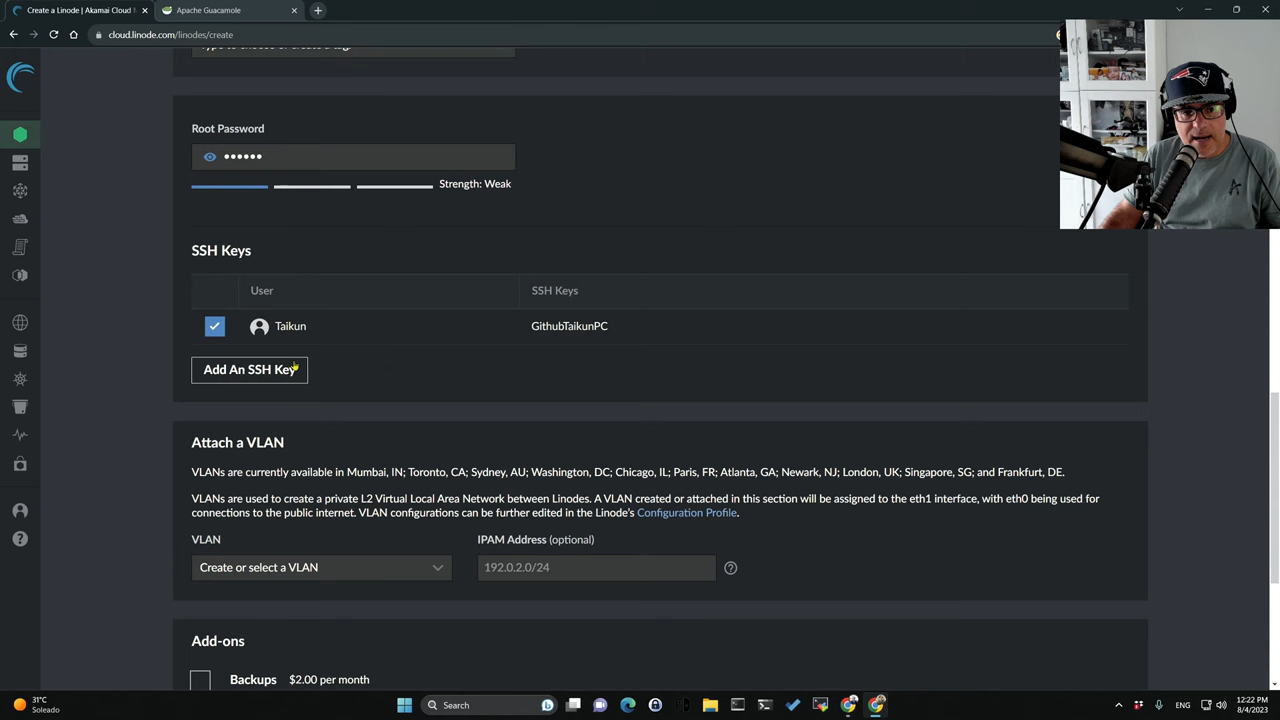 Create a Linode | Akamai Cloud M
Apache Guacamole
cloud.linode.com/linodes/create
Type to choose or create a tag.
Root Password
••••••
Strength: Weak
SSH Keys
User
SSH Keys
Taikun
GithubTaikunPC
Add An SSH Key
Attach a VLAN
VLANs are currently available in Mumbai, IN; Toronto, CA; Sydney, AU; Washington, DC; Chicago, IL; Paris, FR; Atlanta, GA; Newark, NJ; London, UK; Singapore, SG; and Frankfurt, DE.
VLANs are used to create a private L2 Virtual Local Area Network between Linodes. A VLAN created or attached in this section will be assigned to the eth1 interface, with eth0 being used for
connections to the public internet. VLAN configurations can be further edited in the Linode's Configuration Profile.
VLAN
IPAM Address (optional)
Create or select a VLAN
192.0.2.0/24
Add-ons
Backups $2.00 per month
31°C
Soleado
Search
ENG
12:22 PM
8/4/2023